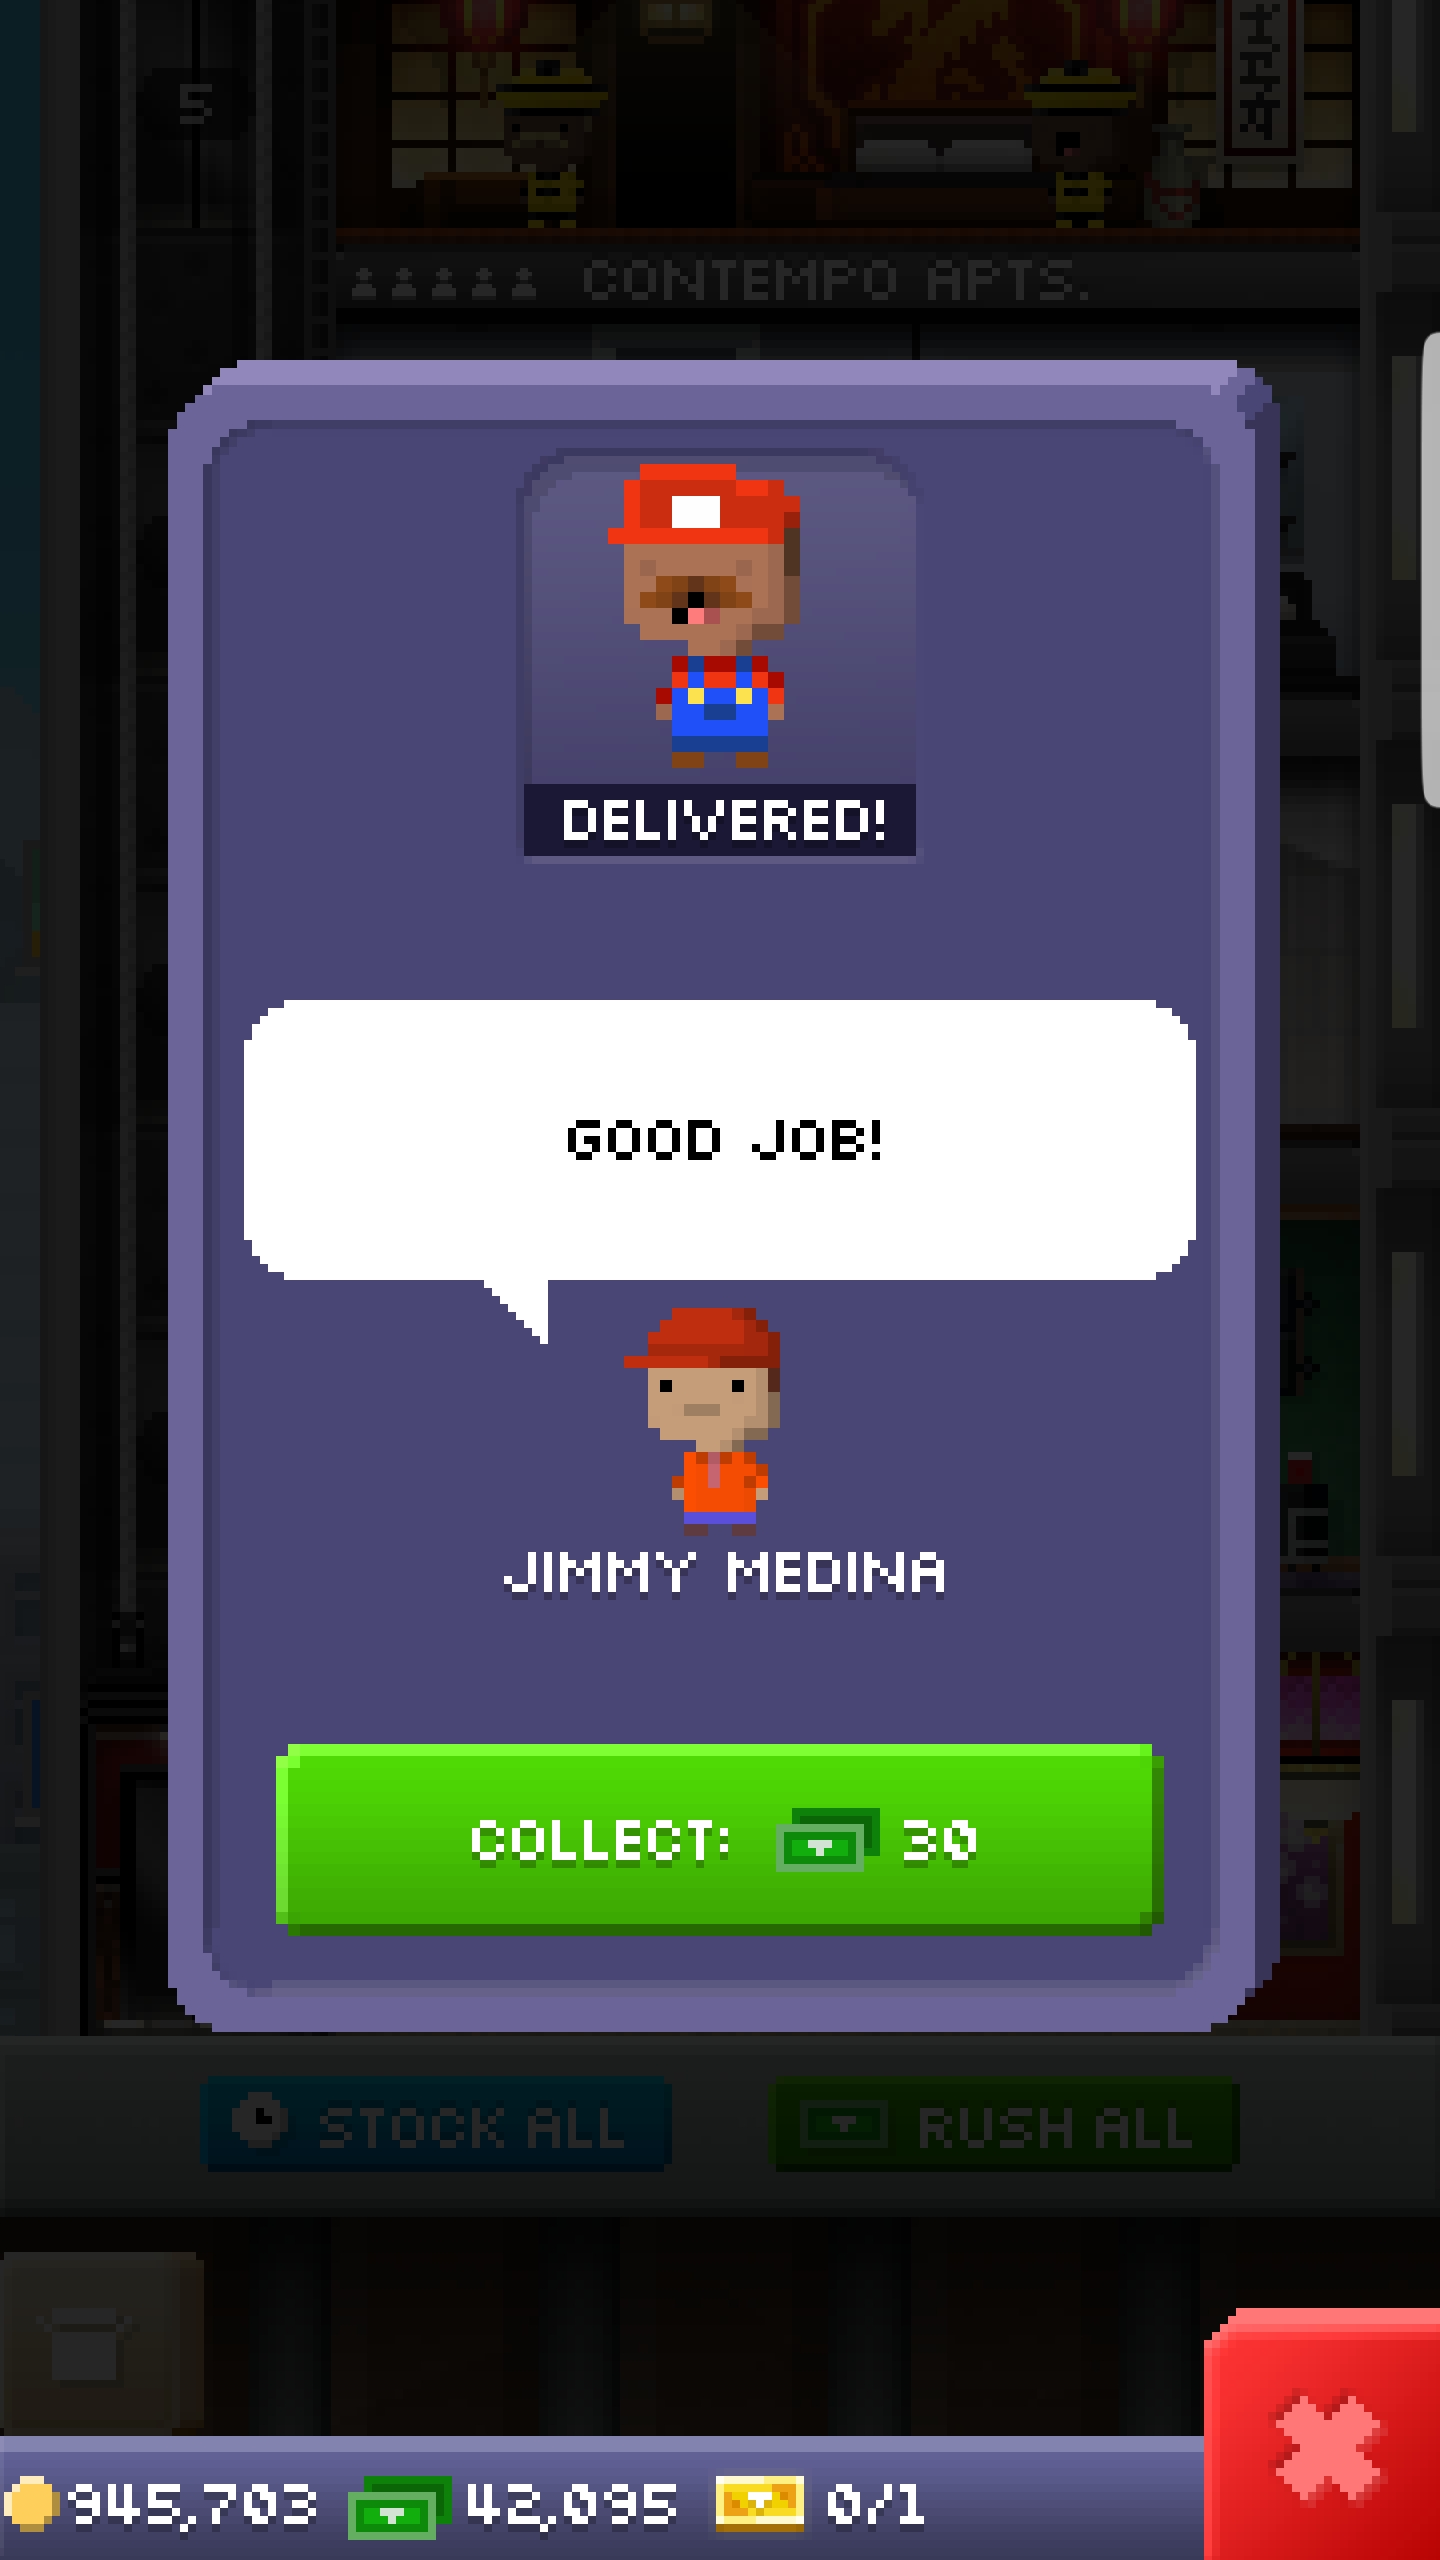 5
CONTEMPO APTS.
DELIVERED!
GOOD JOB!
JIMMY MEDINA
COLLECT: 30
STOCK ALL
RUSH ALL
945,703 42,095 0/1